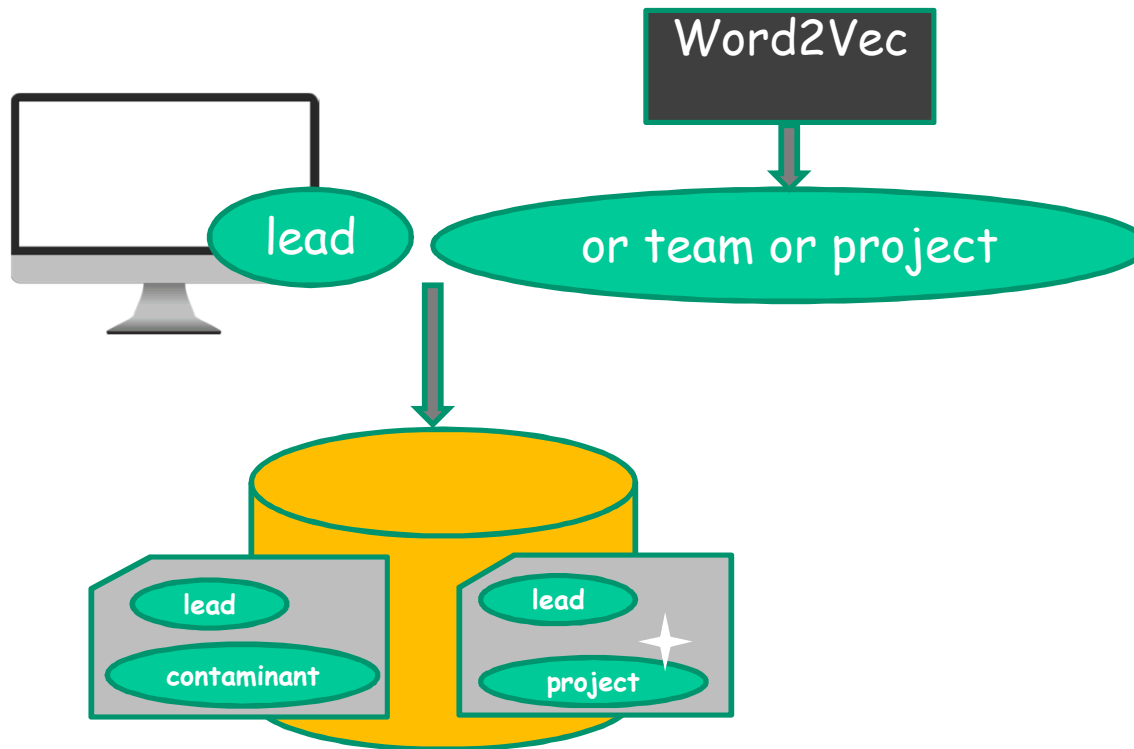 Word2Vec
lead
or team or project
lead
contaminant
lead
project